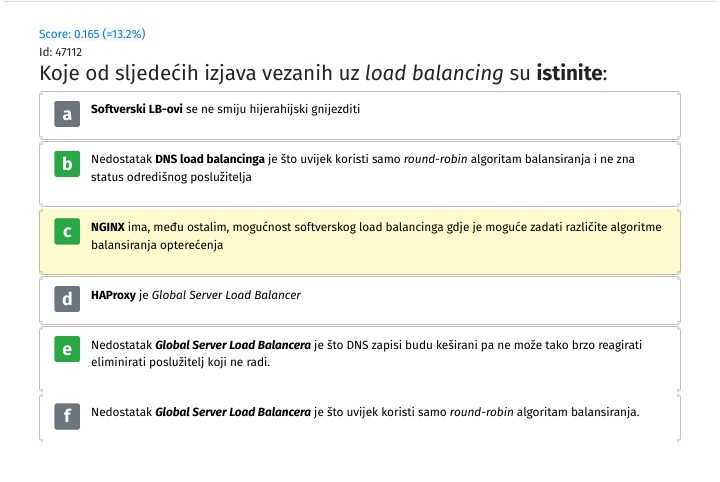 Score: 0.165 (=13.2%)
Id: 47112
Koje od sljedećih izjava vezanih uz load balancing su istinite:
a Softverski LB-ovi se ne smiju hijerahijski gnijezditi
b Nedostatak DNS load balancinga je što uvijek koristi samo round-robin algoritam balansiranja i ne zna
status odredišnog poslužitelja
c NGINX ima, među ostalim, mogućnost softverskog load balancinga gdje je moguće zadati različite algoritme
balansiranja opterećenja
d HAProxy je Global Server Load Balancer
e Nedostatak Global Server Load Balancera je što DNS zapisi budu keširani pa ne može tako brzo reagirati
eliminirati poslužitelj koji ne radi.
f Nedostatak Global Server Load Balancera je što uvijek koristi samo round-robin algoritam balansiranja.